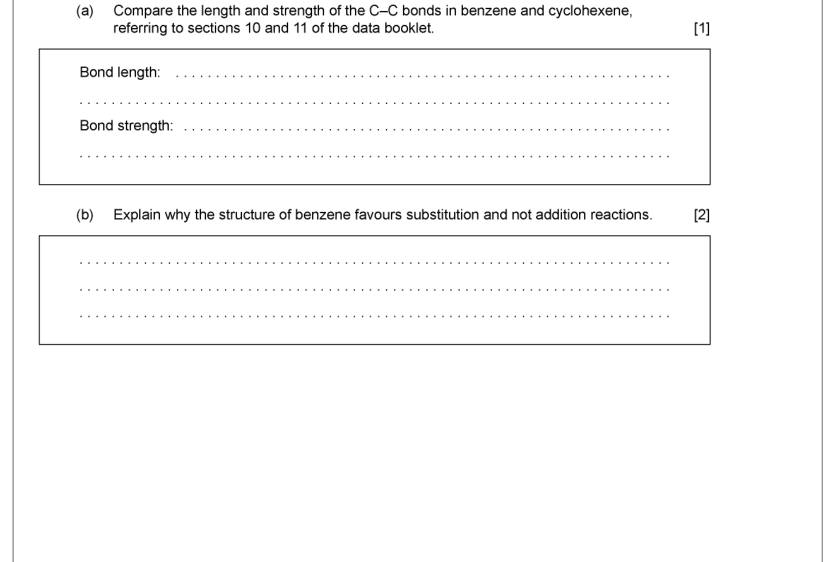 (a) Compare the length and strength of the C–C bonds in benzene and cyclohexene,
referring to sections 10 and 11 of the data booklet. [1]
Bond length: . . . . . . . . . . . . . . . . . . . . . . . . . . . . . . . . . . . . . . . . . . . . . . . . . . . . . . . . . . . .
Bond strength: . . . . . . . . . . . . . . . . . . . . . . . . . . . . . . . . . . . . . . . . . . . . . . . . . . . . . . . . . . . .
(b) Explain why the structure of benzene favours substitution and not addition reactions. [2]